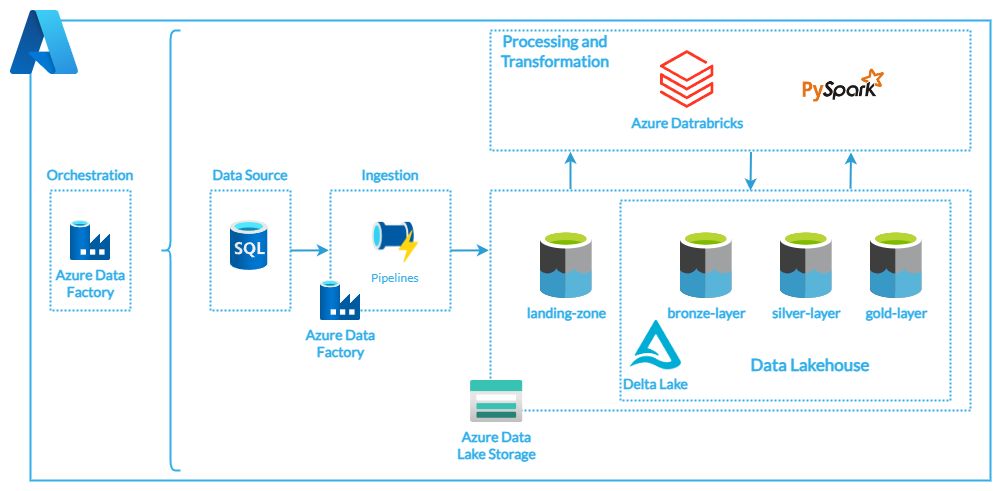 Processing and
Transformation
PySpark
Azure Datrabricks
Orchestration
Data Source
Ingestion
SQL
Azure Data
Factory
Pipelines
Azure Data
Factory
landing-zone
bronze-layer
silver-layer
gold-layer
Delta Lake
Data Lakehouse
Azure Data
Lake Storage